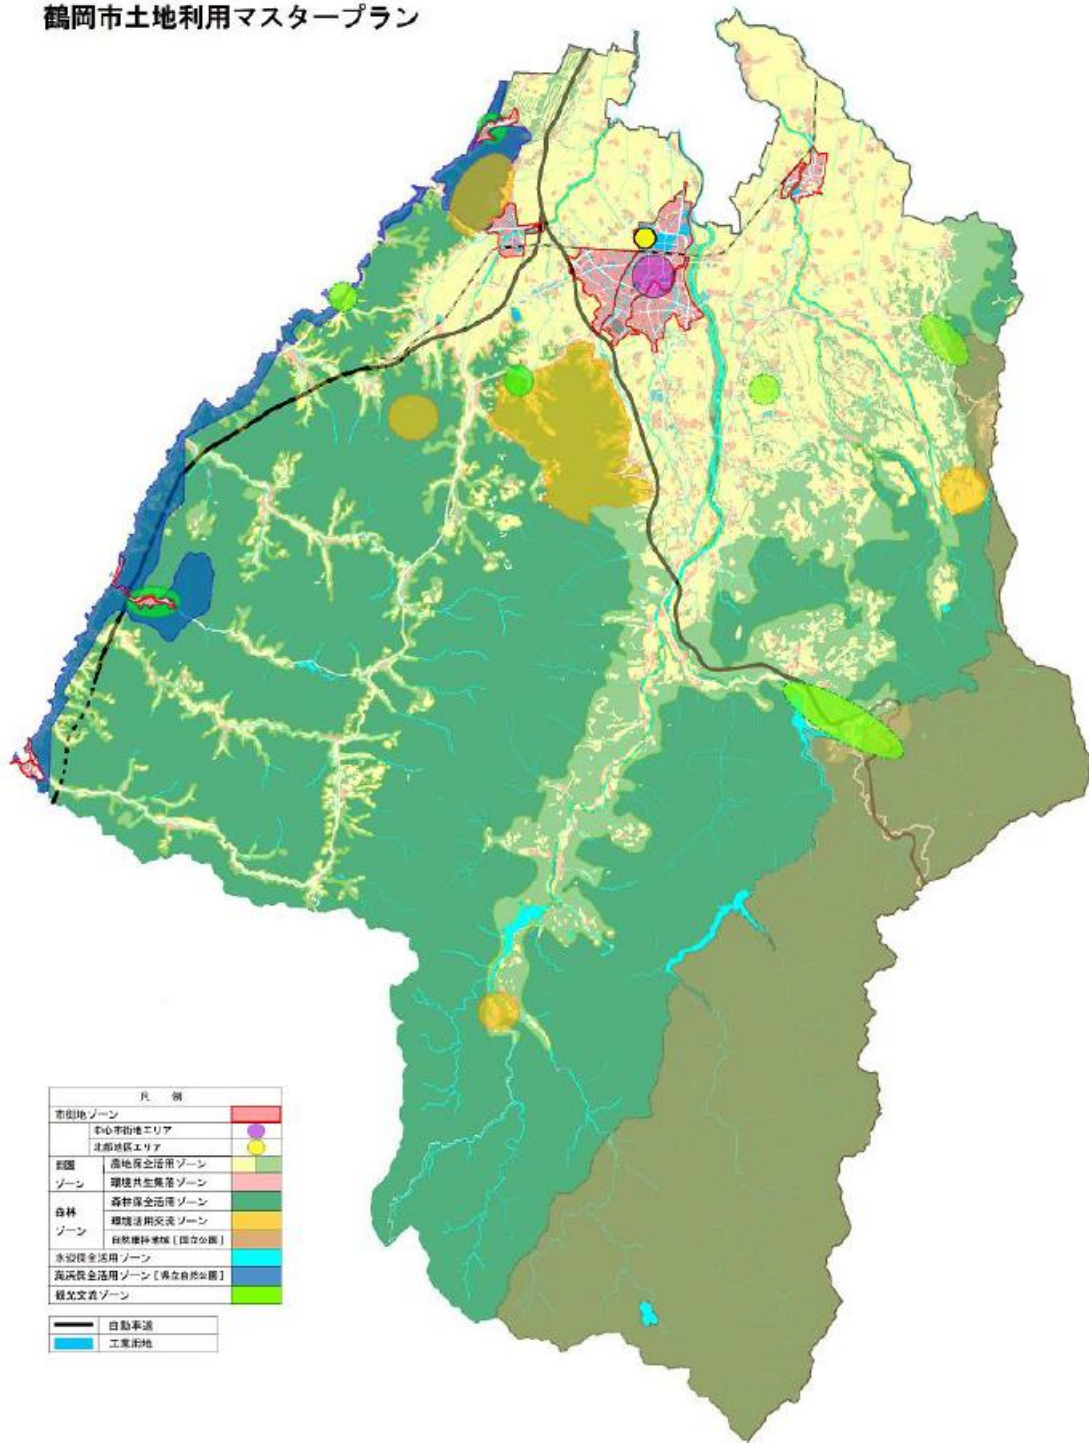 鶴岡市土地利用マスタープラン
凡 例
市街地ゾーン
中心市街地エリア
北部地区エリア
田園ゾーン
農地保全活用ゾーン
環境共生集落ゾーン
森林ゾーン
森林保全活用ゾーン
環境活用交流ゾーン
自然維持地域[国立公園]
水辺保全活用ゾーン
海浜保全活用ゾーン[県立自然公園]
観光交流ゾーン
自動車道
工業用地